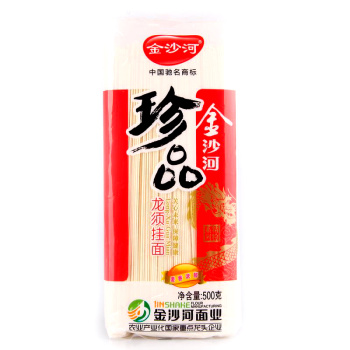 金沙河
中国驰名商标
珍品
金沙河
龙须挂面
净含量:500克
JINSHAHE
FLOUR
MANUFACTURING
金沙河面业
农业产业化国家重点龙头企业